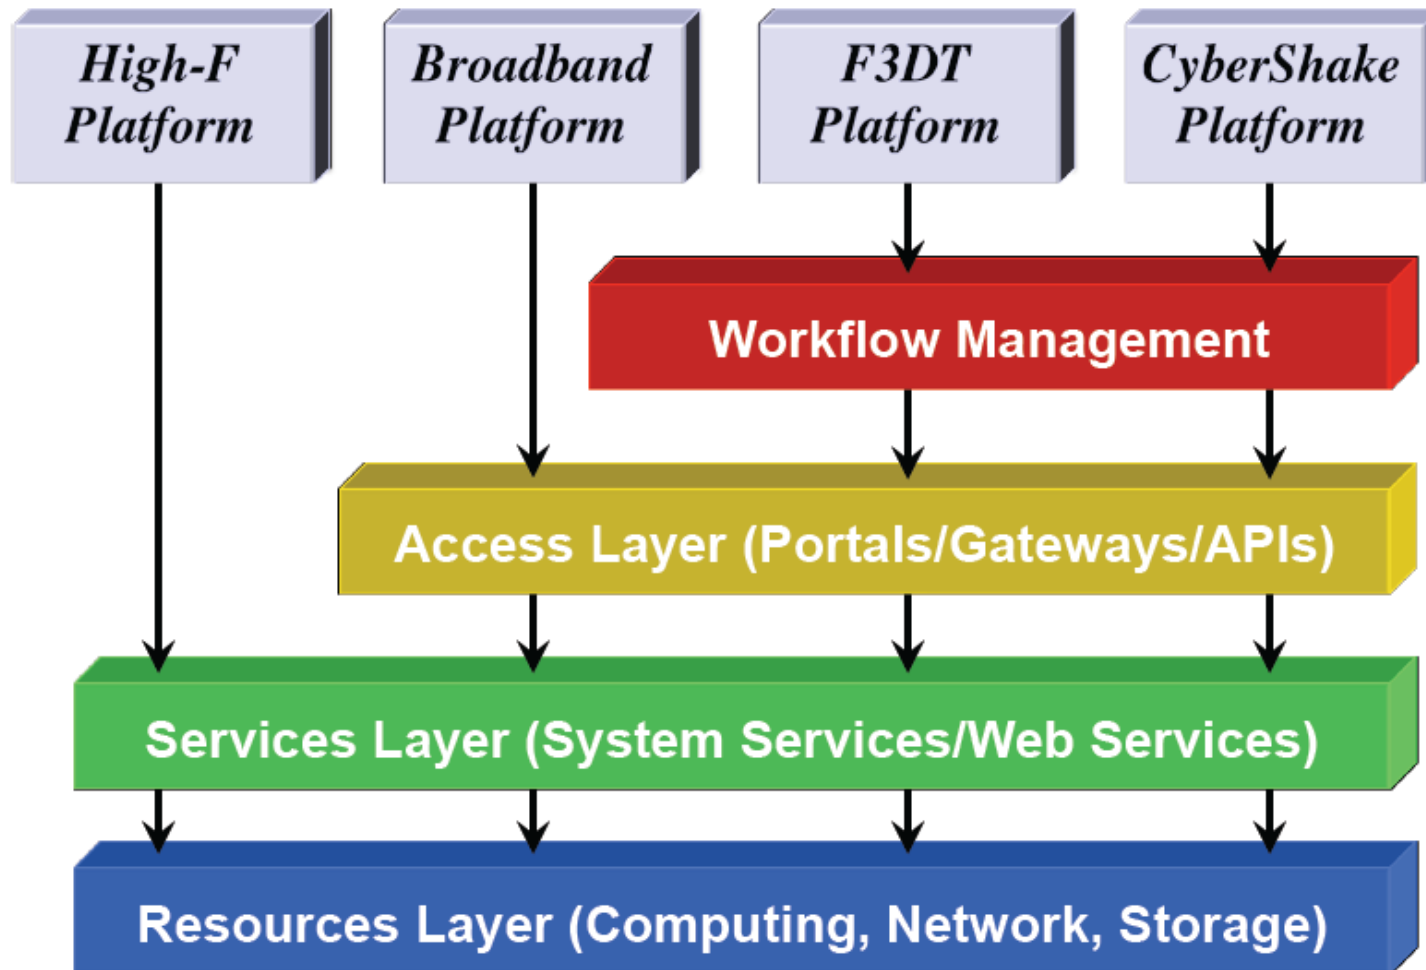 High-F
Platform
Broadband
Platform
F3DT
Platform
CyberShake
Platform
Workflow Management
Access Layer (Portals/Gateways/APIs)
Services Layer (System Services/Web Services)
Resources Layer (Computing, Network, Storage)